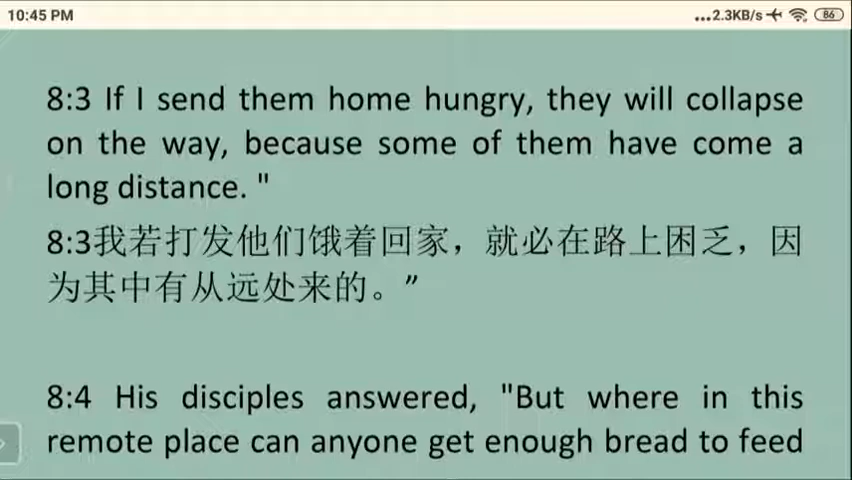 10:45 PM
...2.3KB/s
86
8:3 If I send them home hungry, they will collapse
on the way, because some of them have come a
long distance. "
8:3我若打发他们饿着回家，就必在路上困乏，因
为其中有从远处来的。”
8:4 His disciples answered, "But where in this
remote place can anyone get enough bread to feed